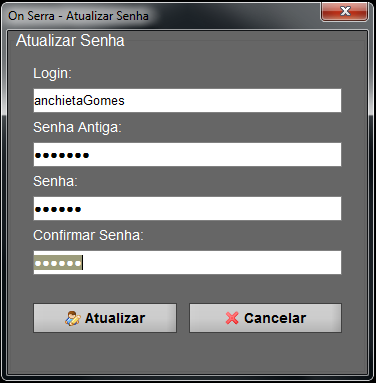 On Serra - Atualizar Senha
Atualizar Senha
Login:
anchietaGomes
Senha Antiga:
●●●●●●●
Senha:
●●●●●●
Confirmar Senha:
●●●●●●
Atualizar Cancelar